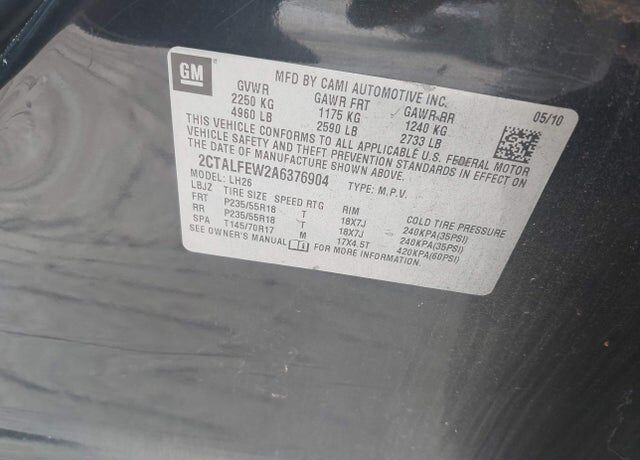 GM
MFD BY CAMI AUTOMOTIVE INC.
05/10
GVWR GAWR FRT GAWR RR
2250 KG 1175 KG 1240 KG
4960 LB 2590 LB 2733 LB
THIS VEHICLE CONFORMS TO ALL APPLICABLE U.S. FEDERAL MOTOR
VEHICLE SAFETY AND THEFT PREVENTION STANDARDS IN EFFECT ON
THE DATE OF MANUFACTURE SHOWN ABOVE.
2CTALFEW2A6376904 TYPE: M.P.V.
MODEL: LH26
LBJZ TIRE SIZE SPEED RTG RIM COLD TIRE PRESSURE
FRT P235/55R18 T 18X7J 240KPA(35PSI)
RR P235/55R18 T 18X7J 240KPA(35PSI)
SPA T145/70R17 M 17X4.5T 420KPA(60PSI)
SEE OWNER'S MANUAL FOR MORE INFORMATION.